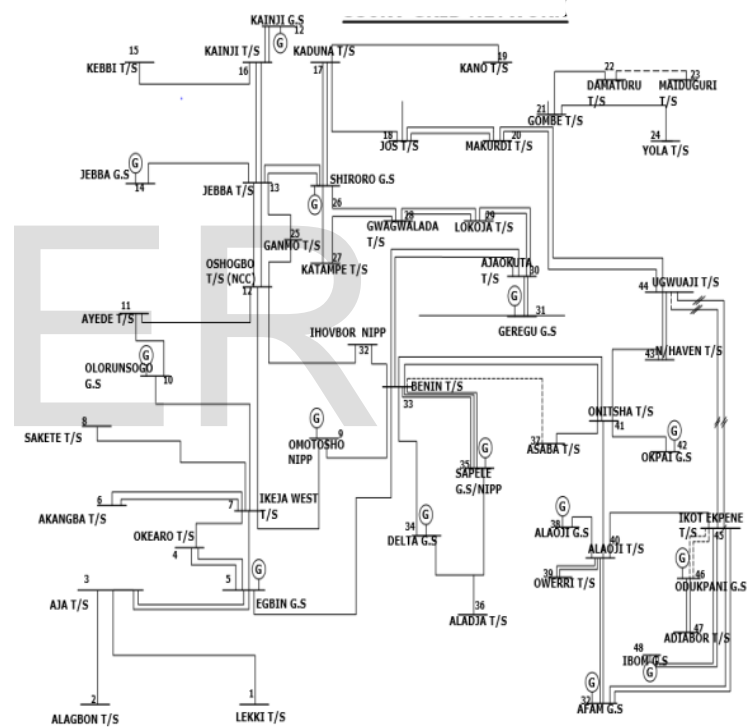 KAINJI G.S
12
G
KAINJI T/S
16
KADUNA T/S
17
15
KEBBI T/S
19
KANO T/S
22
DAMATURU
T/S
23
MAIDUGURI
T/S
21
GOMBE T/S
18
JOS T/S
20
MAKURDI T/S
24
YOLA T/S
G
JEBBA G.S
14
JEBBA T/S
13
SHIRORO G.S
26
G
28
GWAGWALADA
T/S
29
LOKOJA T/S
25
GANMO T/S
27
KATAMPE T/S
OSHOGBO
T/S (NCC)
12
AJAOKUTA
T/S
30
G
31
GEREGU G.S
UGWUAJI T/S
44
11
AYEDE T/S
IHOVBOR NIPP
32
N/HAVEN T/S
43
G
OLORUNSOGO
G.S
10
BENIN T/S
33
ONITSHA T/S
41
8
SAKETE T/S
G
9
OMOTOSHO
NIPP
37
ASABA T/S
G
42
OKPAI G.S
G
35
SAPELE
G.S/NIPP
6
AKANGBA T/S
7
IKEJA WEST
T/S
OKEARO T/S
4
G
34
DELTA G.S
G
38
ALAOJI G.S
40
ALAOJI T/S
IKOT EKPENE
T/S
45
39
OWERRI T/S
G
46
ODUKPANI G.S
3
AJA T/S
5
G
EGBIN G.S
36
ALADJA T/S
47
ADIABOR T/S
48
IBOM G.S
G
G
37
AFAM G.S
2
ALAGBON T/S
1
LEKKI T/S
ER